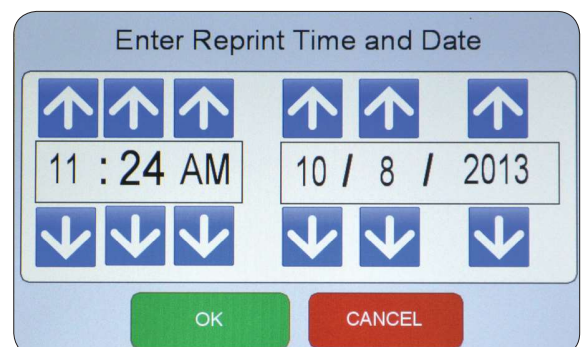 Enter Reprint Time and Date
11 : 24 AM 10 / 8 / 2013
OK CANCEL